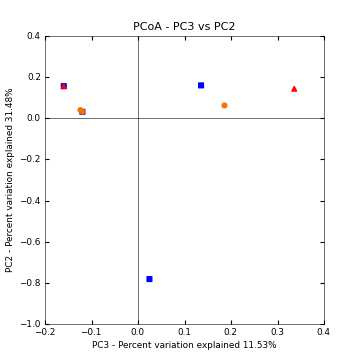 PCoA - PC3 vs PC2
0.4
0.2
0.0
−0.2
−0.4
−0.6
−0.8
−1.0
PC2 - Percent variation explained 31.48%
−0.2 −0.1 0.0 0.1 0.2 0.3 0.4
PC3 - Percent variation explained 11.53%